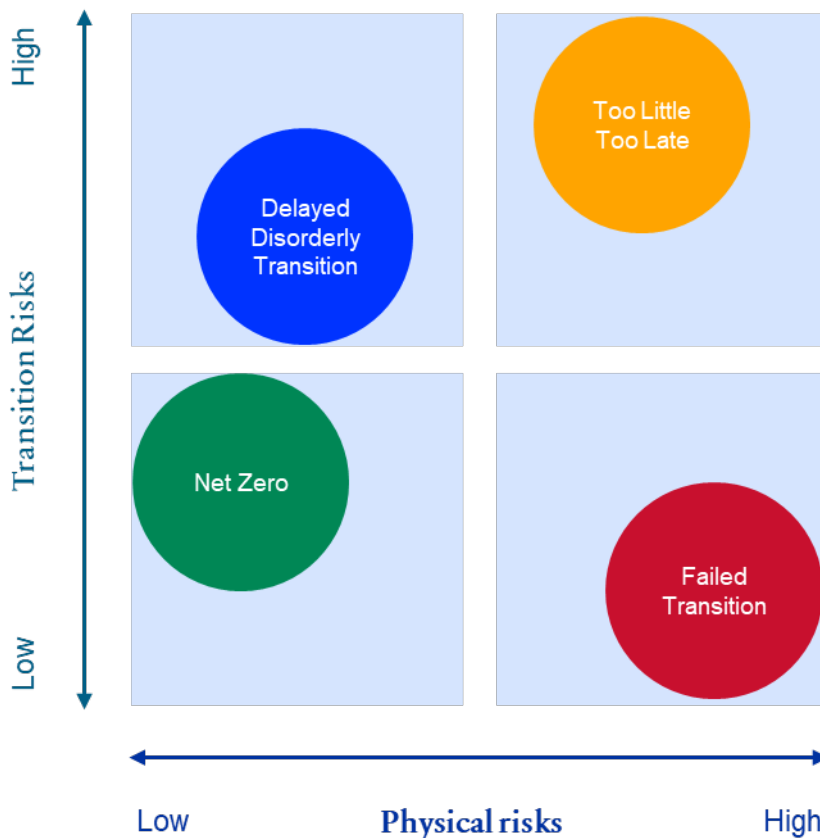 High
Transition Risks
Low
Too Little
Too Late
Delayed
Disorderly
Transition
Net Zero
Failed
Transition
Low
Physical risks
High